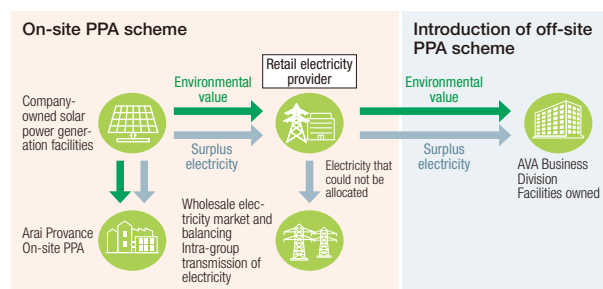 On-site PPA scheme
Introduction of off-site
PPA scheme
Retail electricity
provider
Environmental
value
Environmental
value
Company-
owned solar
power gener-
ation facilities
Surplus
electricity
Surplus
electricity
Electricity that
could not be
allocated
AVA Business
Division
Facilities owned
Arai Provance
On-site PPA
Wholesale elec-
tricity market and
balancing
Intra-group
transmission of
electricity